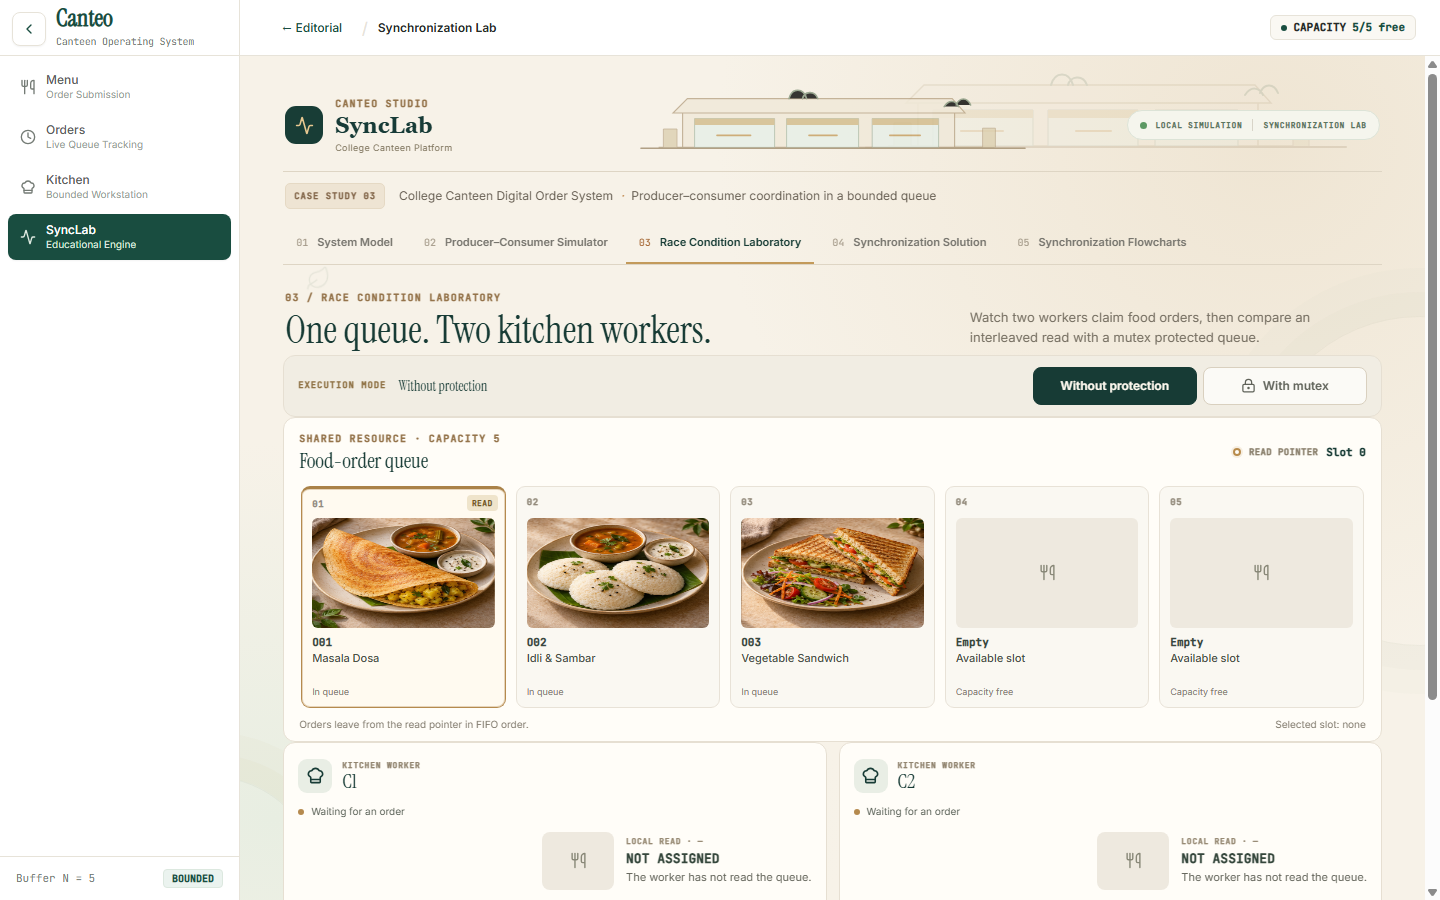 Canteo
Canteen Operating System
← Editorial / Synchronization Lab
CAPACITY 5/5 free
Menu
Order Submission
Orders
Live Queue Tracking
Kitchen
Bounded Workstation
SyncLab
Educational Engine
Buffer N = 5
BOUNDED
CANTEO STUDIO
SyncLab
College Canteen Platform
LOCAL SIMULATION | SYNCHRONIZATION LAB
CASE STUDY 03
College Canteen Digital Order System · Producer–consumer coordination in a bounded queue
01 System Model
02 Producer–Consumer Simulator
03 Race Condition Laboratory
04 Synchronization Solution
05 Synchronization Flowcharts
03 / RACE CONDITION LABORATORY
One queue. Two kitchen workers.
Watch two workers claim food orders, then compare an
interleaved read with a mutex protected queue.
EXECUTION MODE Without protection
Without protection
With mutex
SHARED RESOURCE · CAPACITY 5
Food-order queue
READ POINTER Slot 0
01
READ
O01
Masala Dosa
In queue
02
O02
Idli & Sambar
In queue
03
O03
Vegetable Sandwich
In queue
04
Empty
Available slot
Capacity free
05
Empty
Available slot
Capacity free
Orders leave from the read pointer in FIFO order.
Selected slot: none
KITCHEN WORKER
C1
Waiting for an order
LOCAL READ · —
NOT ASSIGNED
The worker has not read the queue.
KITCHEN WORKER
C2
Waiting for an order
LOCAL READ · —
NOT ASSIGNED
The worker has not read the queue.